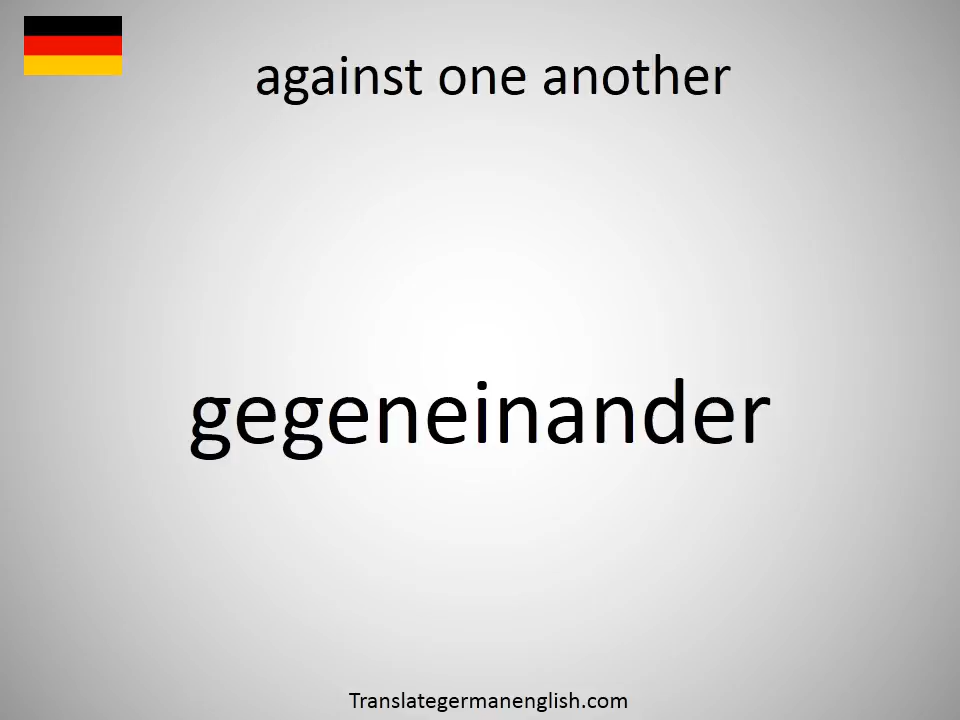 against one another
gegeneinander
Translategermanenglish.com